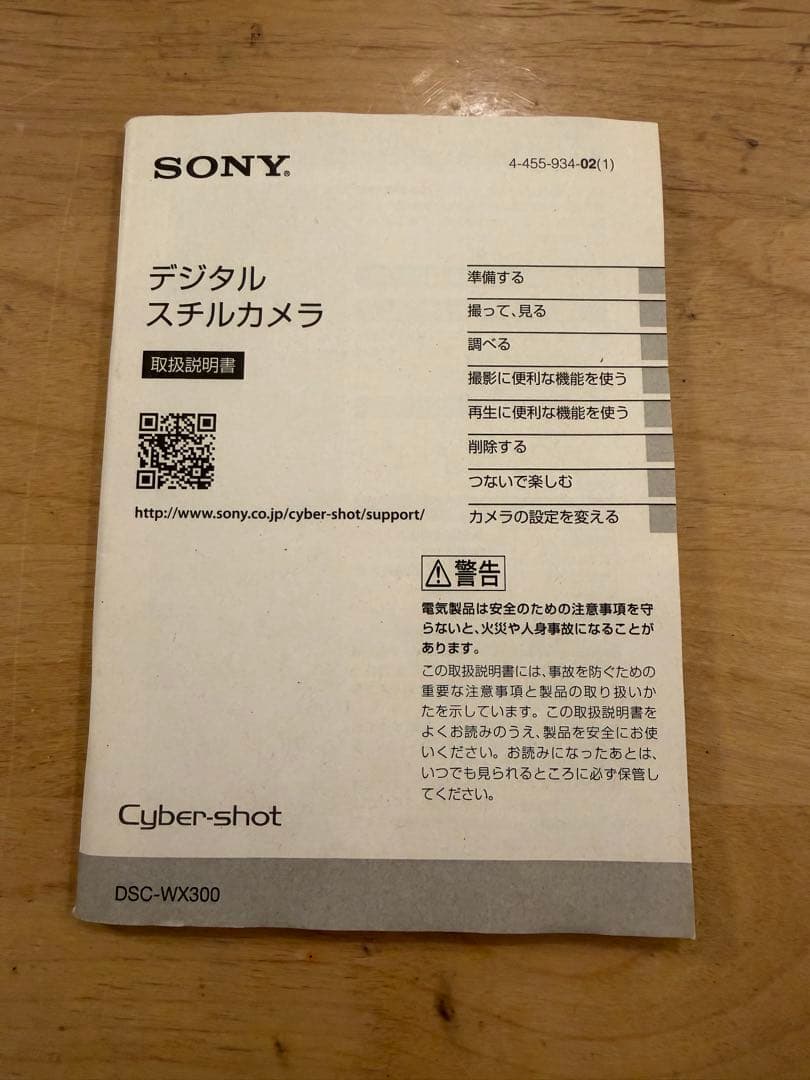 SONY®
4-455-934-02(1)
デジタル
スチルカメラ
取扱説明書
http://www.sony.co.jp/cyber-shot/support/
準備する
撮って、見る
調べる
撮影に便利な機能を使う
再生に便利な機能を使う
削除する
つないで楽しむ
カメラの設定を変える
警告
電気製品は安全のための注意事項を守
らないと、火災や人身事故になることが
あります。
この取扱説明書には、事故を防ぐための
重要な注意事項と製品の取り扱いか
たを示しています。この取扱説明書を
よくお読みのうえ、製品を安全にお使
いください。お読みになったあとは、
いつでも見られるところに必ず保管し
てください。
Cyber-shot
DSC-WX300